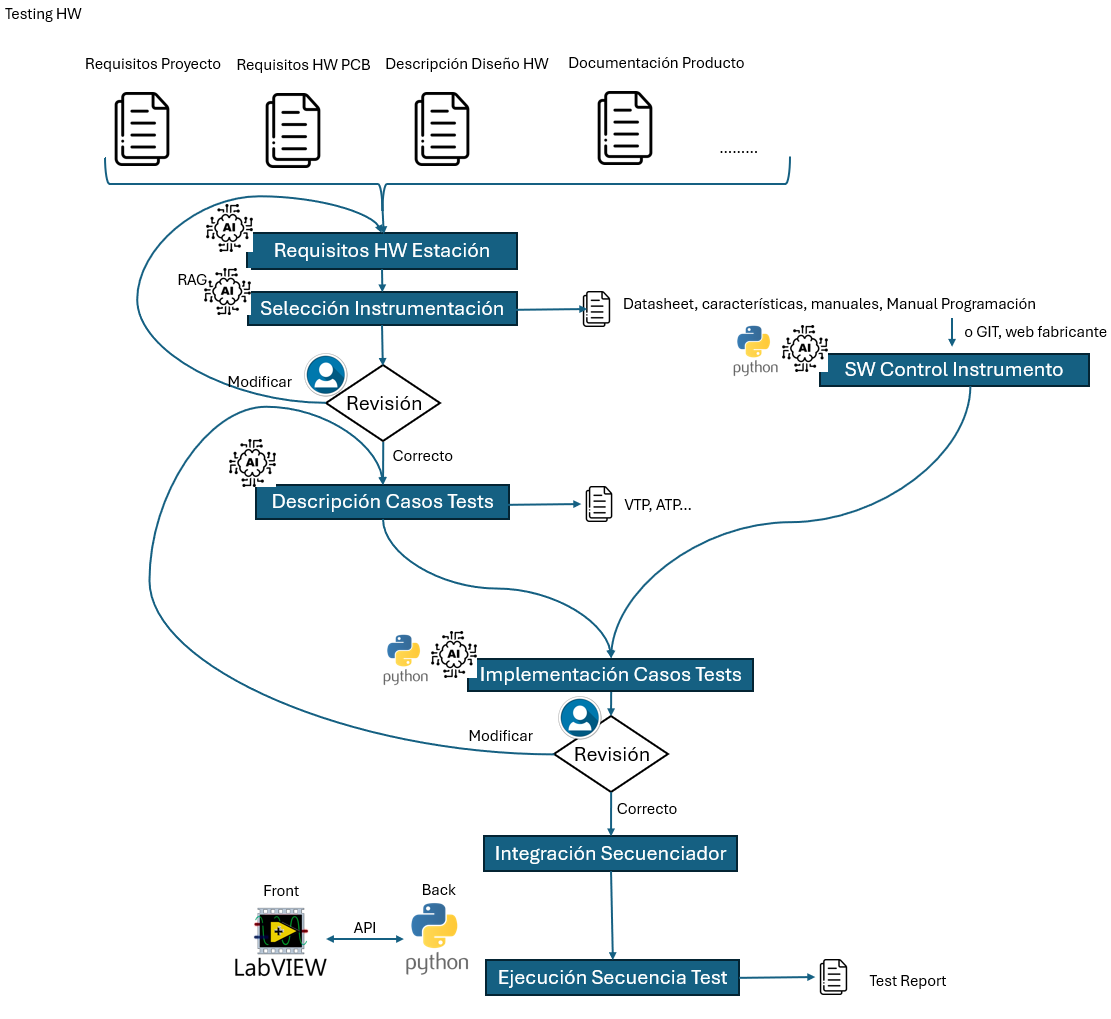 Testing HW
Requisitos Proyecto
Requisitos HW PCB
Descripción Diseño HW
Documentación Producto
.........
AI
Requisitos HW Estación
RAG
AI
Selección Instrumentación
Datasheet, características, manuales, Manual Programación
o GIT, web fabricante
python
AI
SW Control Instrumento
Modificar
Revisión
Correcto
AI
Descripción Casos Tests
VTP, ATP...
python
AI
Implementación Casos Tests
Modificar
Revisión
Correcto
Integración Secuenciador
Front
Back
API
LabVIEW
python
Ejecución Secuencia Test
Test Report